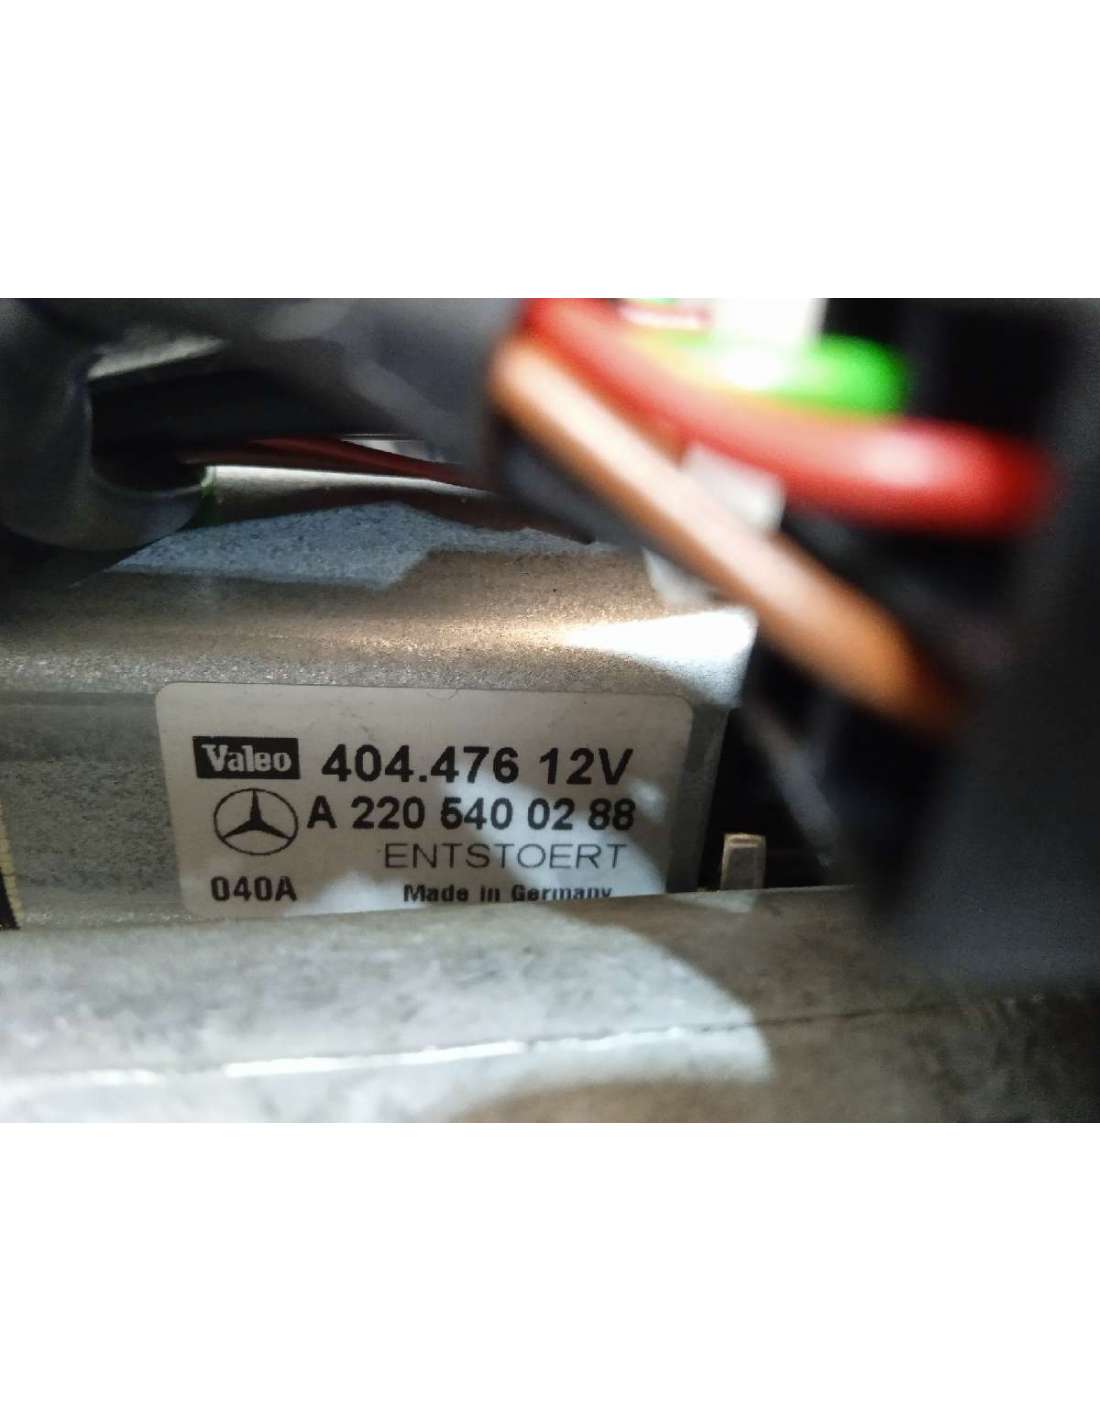 Valeo 404.476 12V
A 220 540 02 88
ENTSTOERT
040A Made in Germany